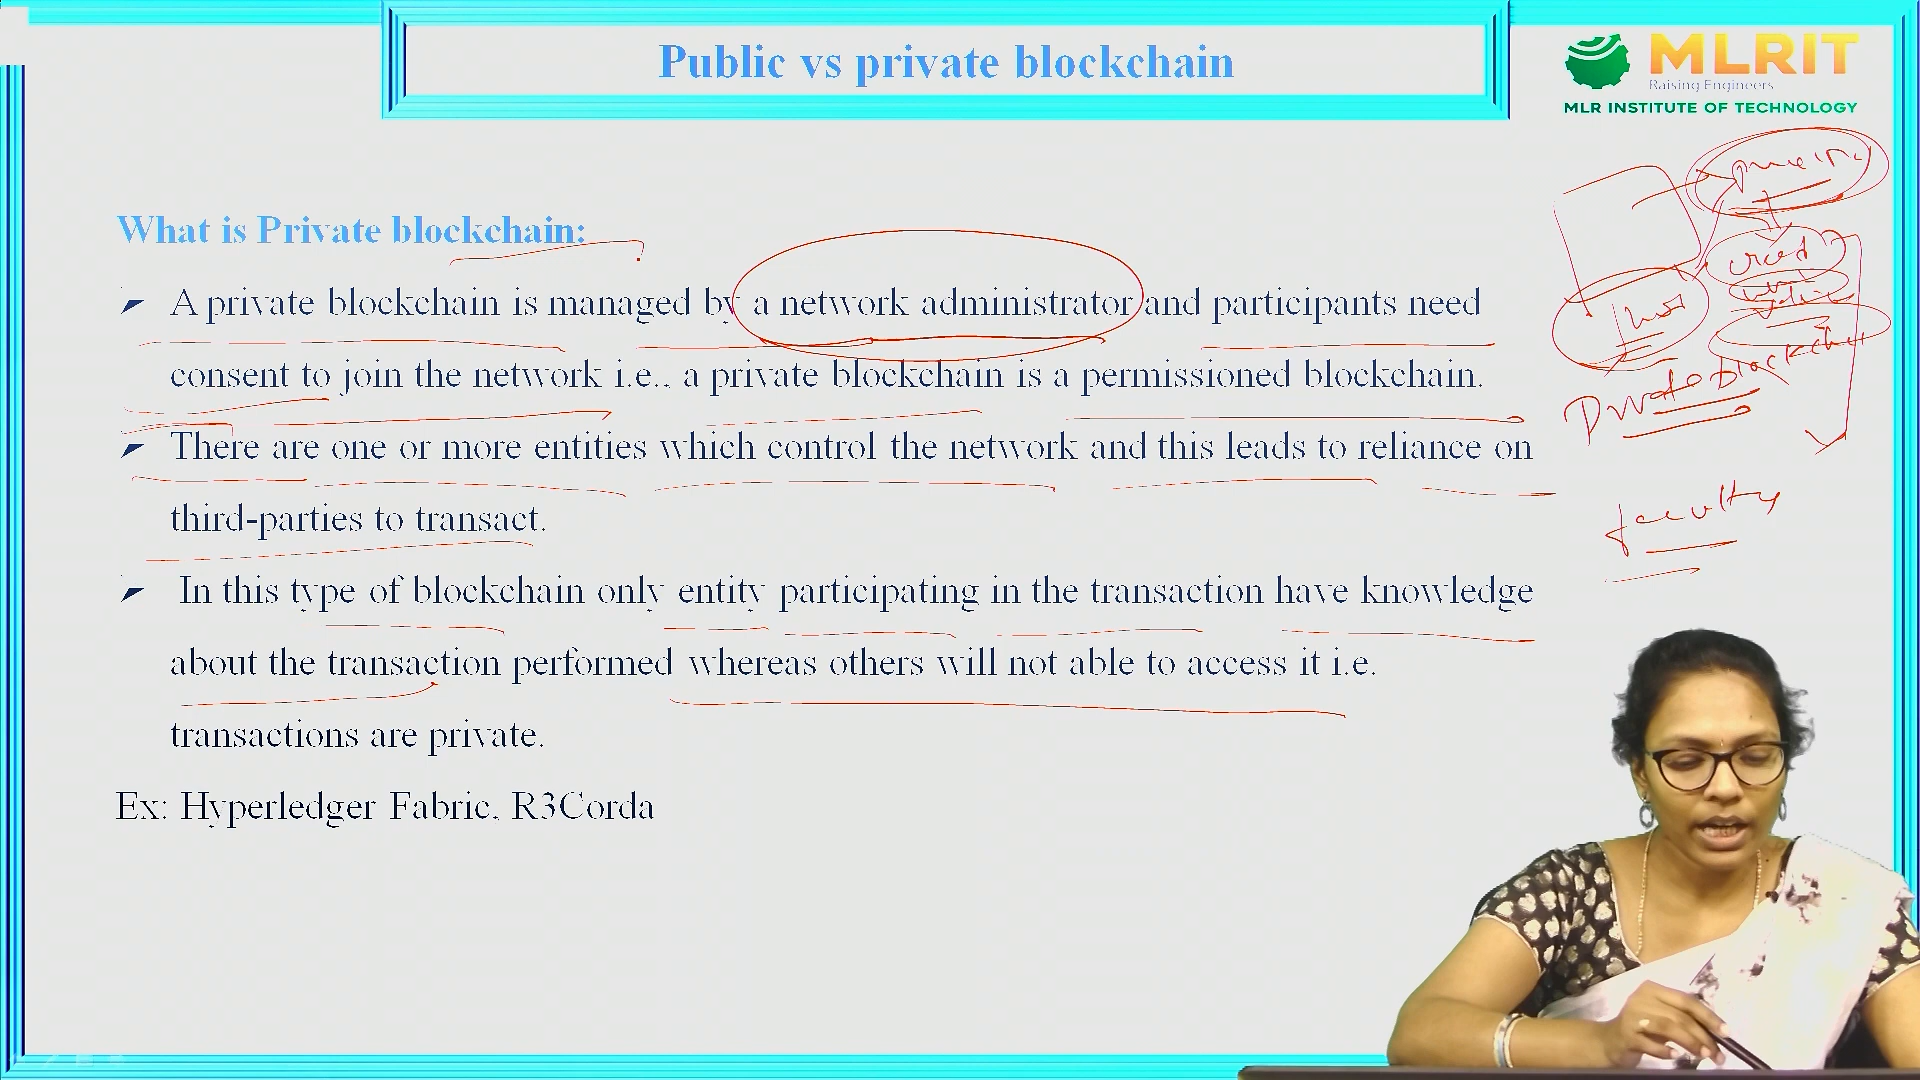 Public vs private blockchain
MLRIT
Raising Engineers
MLR INSTITUTE OF TECHNOLOGY
What is Private blockchain:
➢ A private blockchain is managed by a network administrator and participants need
consent to join the network i.e., a private blockchain is a permissioned blockchain.
➢ There are one or more entities which control the network and this leads to reliance on
third-parties to transact.
➢ In this type of blockchain only entity participating in the transaction have knowledge
about the transaction performed whereas others will not able to access it i.e.
transactions are private.
Ex: Hyperledger Fabric, R3Corda
Private blockchain
faculty